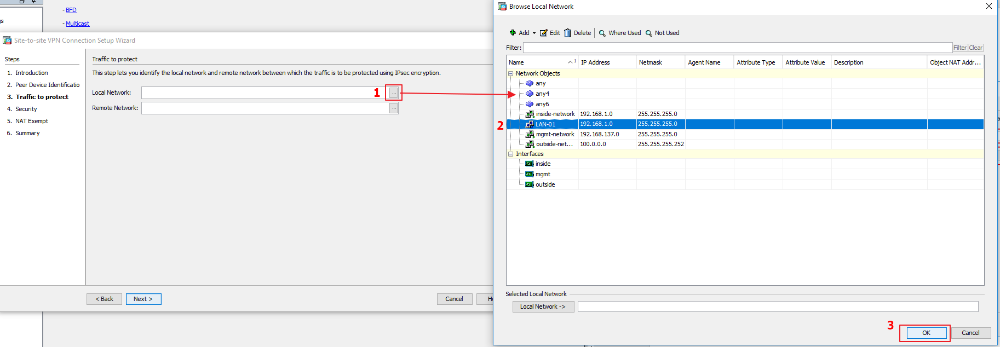 - BFD
- Multicast
Site-to-site VPN Connection Setup Wizard
Steps
1. Introduction
2. Peer Device Identificatio
3. Traffic to protect
4. Security
5. NAT Exempt
6. Summary
Traffic to protect
This step lets you identify the local network and remote network between which the traffic is to be protected using IPsec encryption.
Local Network: 1 ...
Remote Network: ...
< Back Next > Cancel
Browse Local Network
Add Edit Delete Where Used Not Used
Filter: Filter Clear
Name 1 IP Address Netmask Agent Name Attribute Type Attribute Value Description Object NAT Addr...
Network Objects
any
any4
any6
inside-network 192.168.1.0 255.255.255.0
2 LAN-01 192.168.1.0 255.255.255.0
mgmt-network 192.168.137.0 255.255.255.0
outside-net... 100.0.0.0 255.255.255.252
Interfaces
inside
mgmt
outside
Selected Local Network
Local Network ->
3 OK Cancel